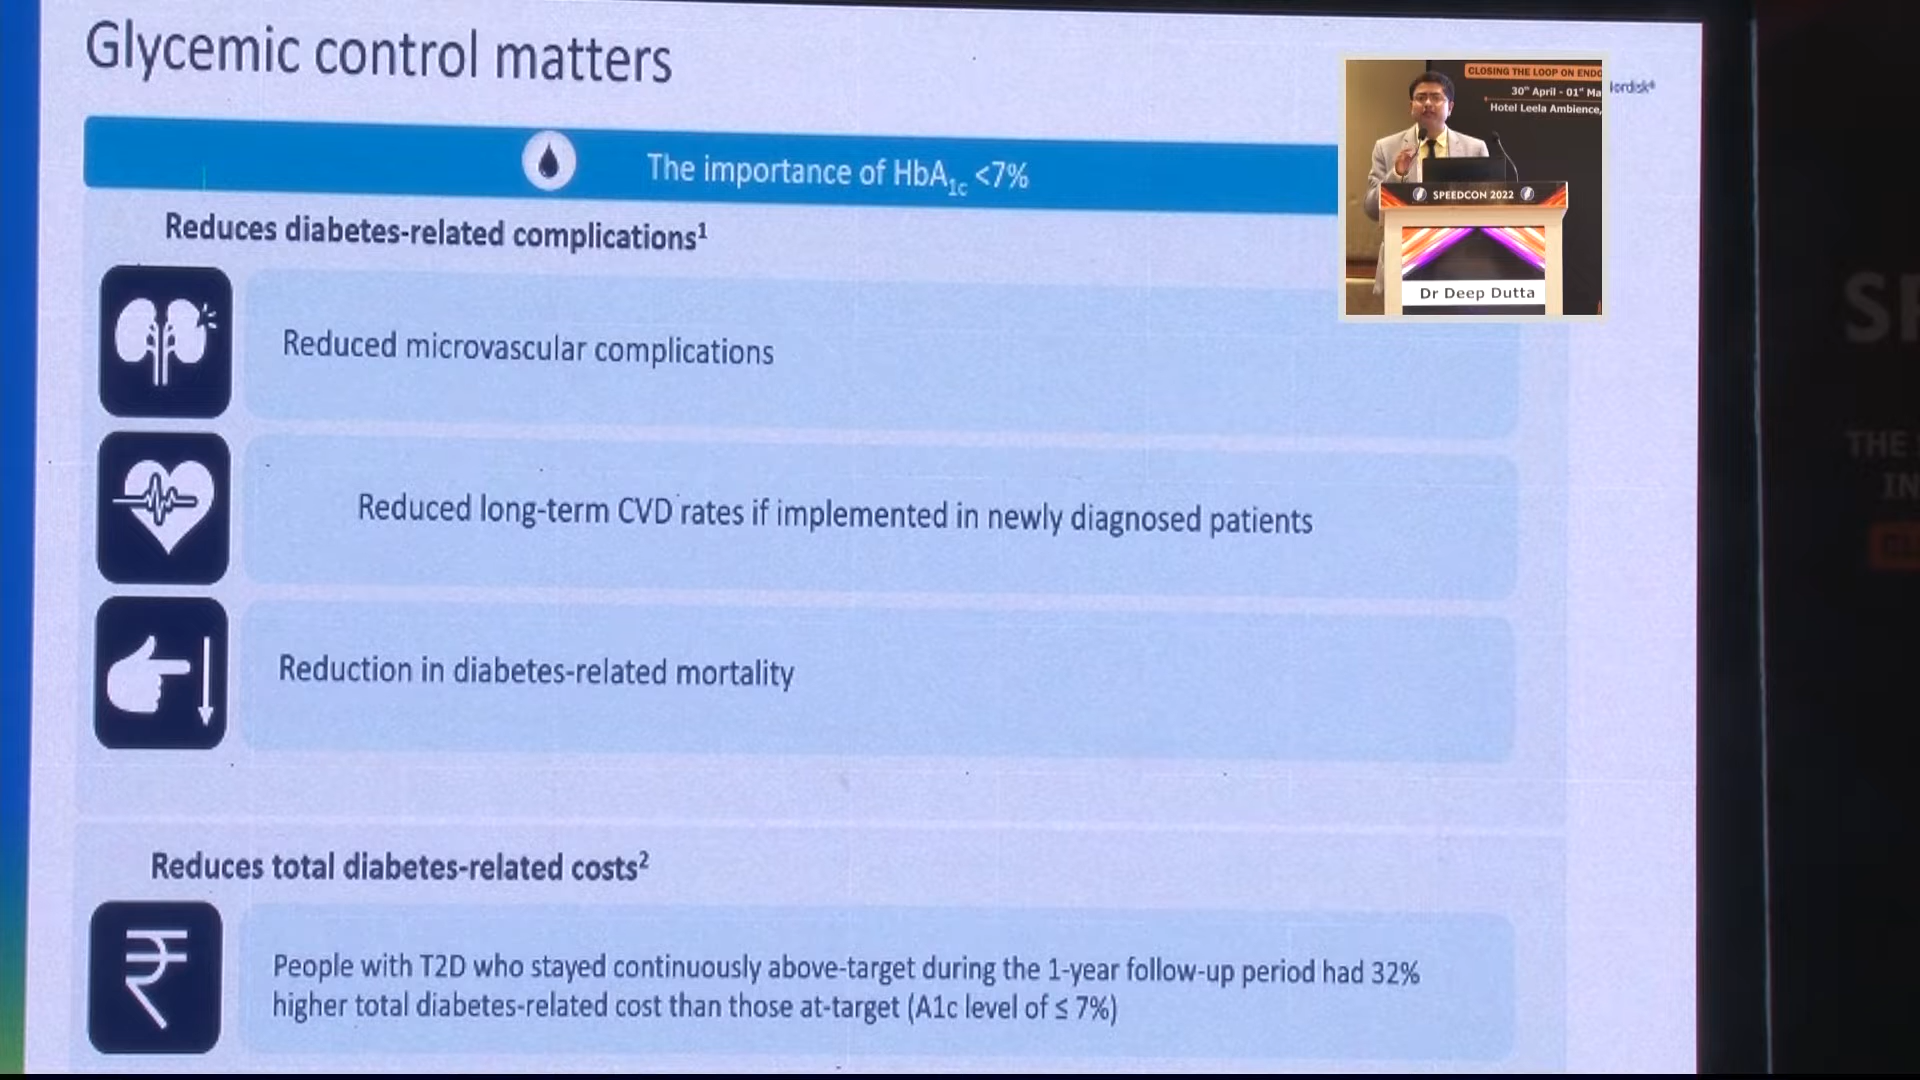 Glycemic control matters
CLOSING THE LOOP ON
30th April - 01st
Hotel Leela Ambience,
SPEEDCON 2022
Dr Deep Dutta
The importance of HbA1c <7%
Reduces diabetes-related complications1
Reduced microvascular complications
Reduced long-term CVD rates if implemented in newly diagnosed patients
Reduction in diabetes-related mortality
Reduces total diabetes-related costs2
₹
People with T2D who stayed continuously above-target during the 1-year follow-up period had 32%
higher total diabetes-related cost than those at-target (A1c level of ≤ 7%)
THE